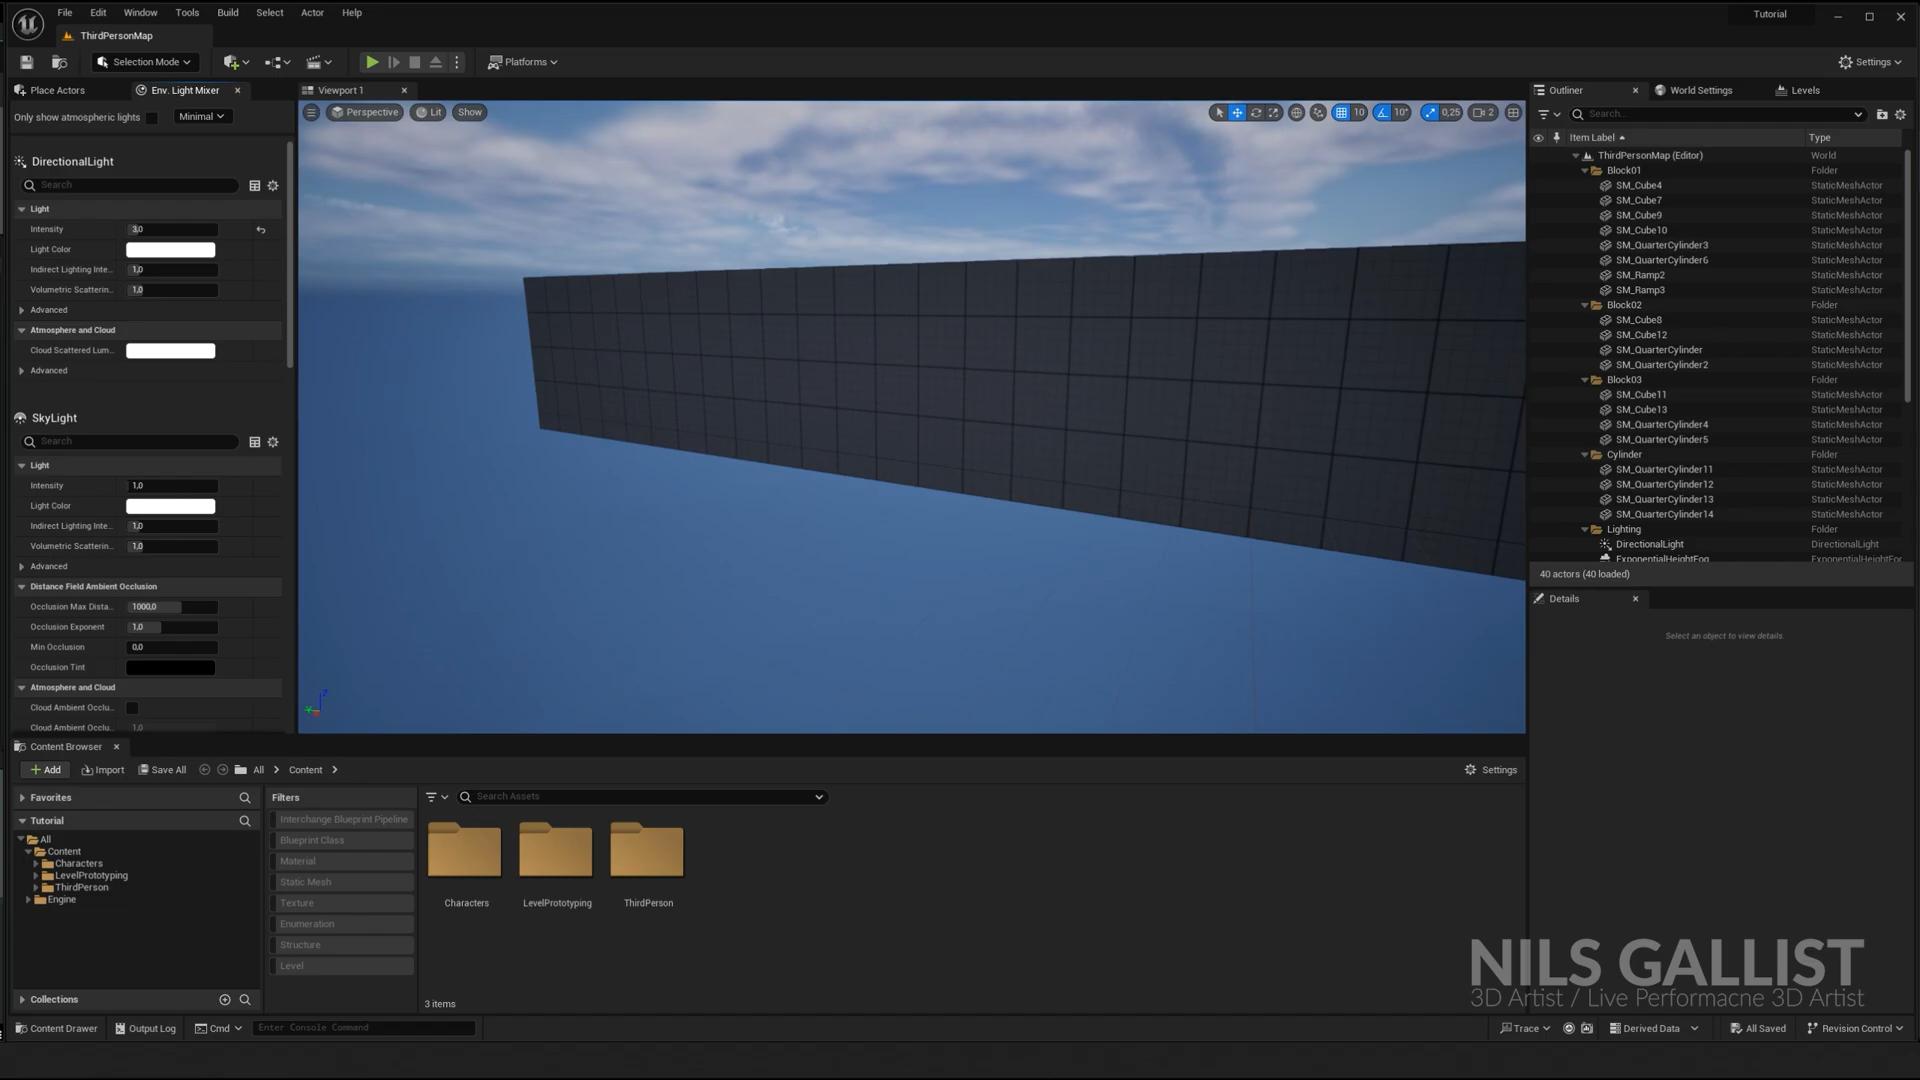 File Edit Window Tools Build Select Actor Help
Tutorial
ThirdPersonMap
Selection Mode
Platforms
Settings
Place Actors
Env. Light Mixer
Only show atmospheric lights
Minimal
DirectionalLight
Search
Light
Intensity 3,0
Light Color
Indirect Lighting Inte... 1,0
Volumetric Scatterin... 1,0
Advanced
Atmosphere and Cloud
Cloud Scattered Lum...
Advanced
SkyLight
Search
Light
Intensity 1,0
Light Color
Indirect Lighting Inte... 1,0
Volumetric Scatterin... 1,0
Advanced
Distance Field Ambient Occlusion
Occlusion Max Dista... 1000,0
Occlusion Exponent 1,0
Min Occlusion 0,0
Occlusion Tint
Atmosphere and Cloud
Cloud Ambient Occlu...
Cloud Ambient Occlu... 1,0
Viewport 1
Perspective Lit Show
10 10° 0,25 2
Outliner
World Settings
Levels
Search...
Item Label Type
ThirdPersonMap (Editor) World
Block01 Folder
SM_Cube4 StaticMeshActor
SM_Cube7 StaticMeshActor
SM_Cube9 StaticMeshActor
SM_Cube10 StaticMeshActor
SM_QuarterCylinder3 StaticMeshActor
SM_QuarterCylinder6 StaticMeshActor
SM_Ramp2 StaticMeshActor
SM_Ramp3 StaticMeshActor
Block02 Folder
SM_Cube8 StaticMeshActor
SM_Cube12 StaticMeshActor
SM_QuarterCylinder StaticMeshActor
SM_QuarterCylinder2 StaticMeshActor
Block03 Folder
SM_Cube11 StaticMeshActor
SM_Cube13 StaticMeshActor
SM_QuarterCylinder4 StaticMeshActor
SM_QuarterCylinder5 StaticMeshActor
Cylinder Folder
SM_QuarterCylinder11 StaticMeshActor
SM_QuarterCylinder12 StaticMeshActor
SM_QuarterCylinder13 StaticMeshActor
SM_QuarterCylinder14 StaticMeshActor
Lighting Folder
DirectionalLight DirectionalLight
ExponentialHeightFog ExponentialHeightFog
40 actors (40 loaded)
Details
Select an object to view details.
Content Browser
Add Import Save All All Content
Settings
Favorites
Tutorial
All
Content
Characters
LevelPrototyping
ThirdPerson
Engine
Collections
Filters
Interchange Blueprint Pipeline
Blueprint Class
Material
Static Mesh
Texture
Enumeration
Structure
Level
Search Assets
Characters LevelPrototyping ThirdPerson
3 items
NILS GALLIST
3D Artist / Live Performacne 3D Artist
Content Drawer Output Log Cmd Enter Console Command
Trace Derived Data All Saved Revision Control